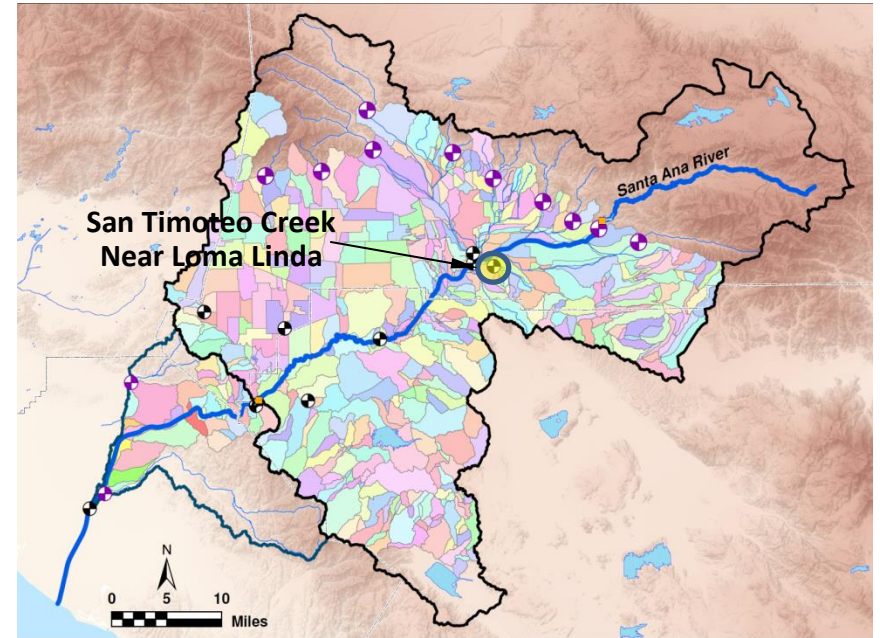 Santa Ana River
San Timoteo Creek
Near Loma Linda
N
0 5 10
Miles